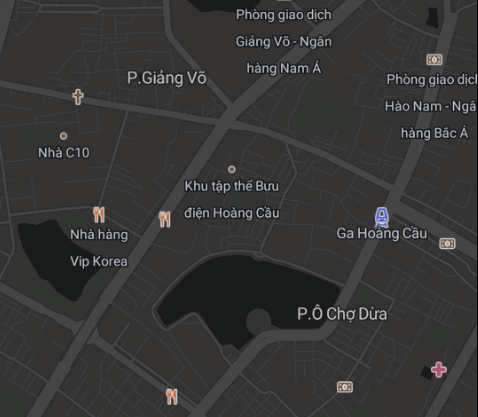 Phòng giao dịch
Giảng Võ - Ngân
hàng Nam Á
P.Giảng Võ
Phòng giao dịch
Hào Nam - Ngâ
hàng Bắc Á
Nhà C10
Khu tập thể Bưu
điện Hoàng Cầu
Nhà hàng
Vip Korea
Ga Hoàng Cầu
P.Ô Chợ Dừa